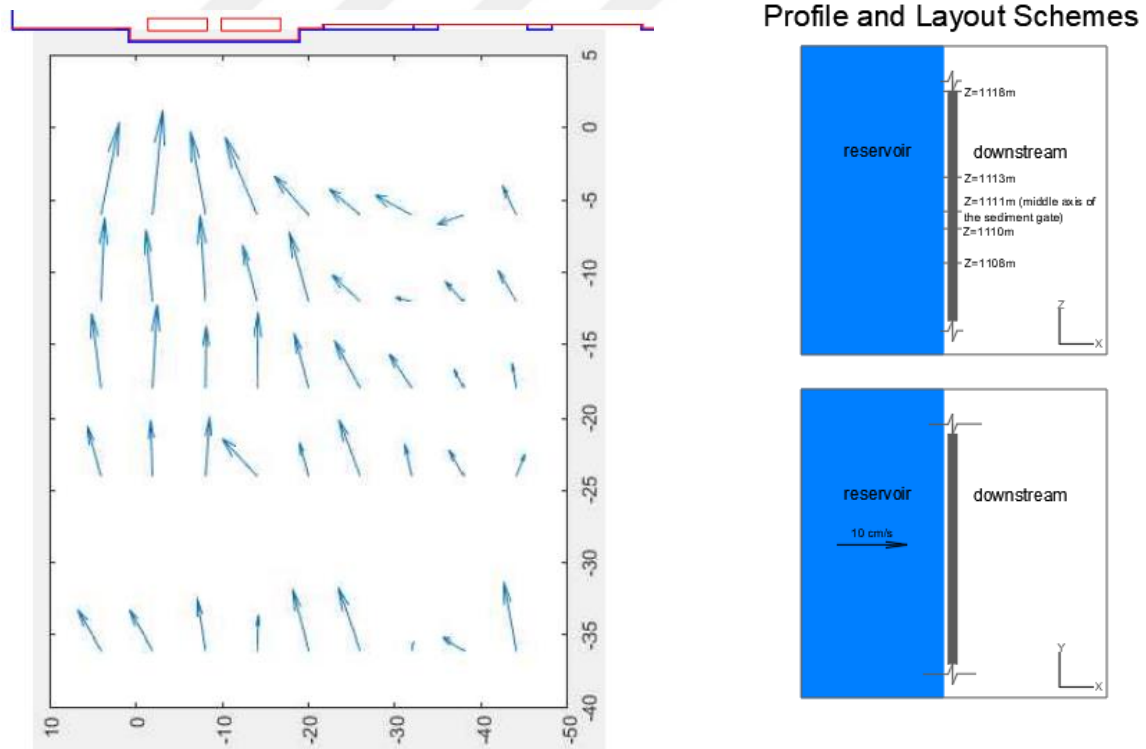 Profile and Layout Schemes
5
0
-5
-10
-15
-20
-25
-30
-35
-40
10
0
-10
-20
-30
-40
-50
Z=1118m
reservoir
downstream
Z=1113m
Z=1111m (middle axis of
the sediment gate)
Z=1110m
Z=1108m
Z
X
reservoir
downstream
10 cm/s
Y
X